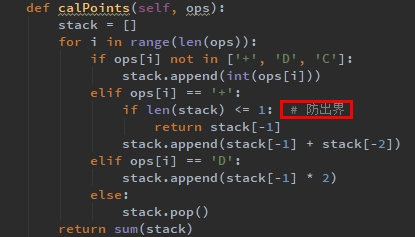 def calPoints(self, ops):
    stack = []
    for i in range(len(ops)):
        if ops[i] not in ['+', 'D', 'C']:
            stack.append(int(ops[i]))
        elif ops[i] == '+':
            if len(stack) <= 1:  # 防出界
                return stack[-1]
            stack.append(stack[-1] + stack[-2])
        elif ops[i] == 'D':
            stack.append(stack[-1] * 2)
        else:
            stack.pop()
    return sum(stack)